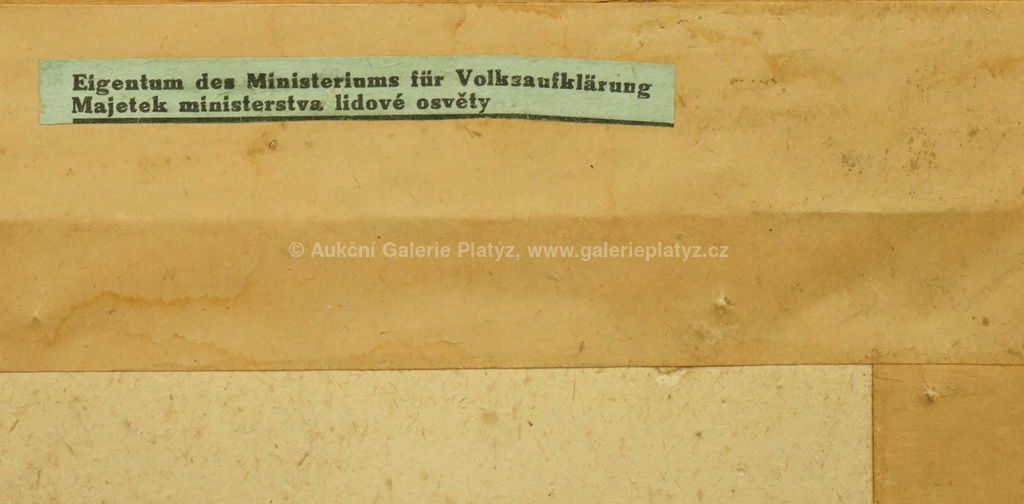 Eigentum des Ministeriums für Volksaufklärung
Majetek ministerstva lidové osvěty
© Aukční Galerie Platýz, www.galerieplatyz.cz